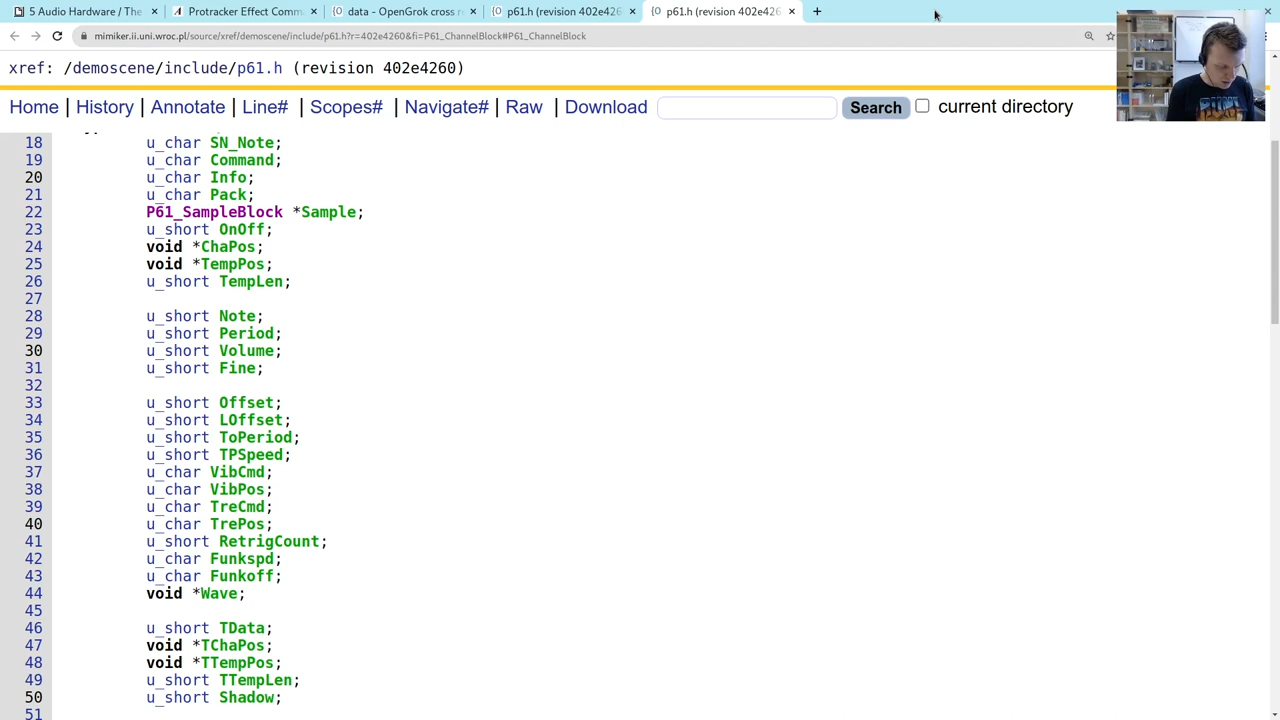 5 Audio Hardware / The
Protracker Effect Comm
data - OpenGrok cross re
p61.h (revision 402e426
p61.h (revision 402e426
mimiker.ii.uni.wroc.pl/source/xref/demoscene/include/p61.h?r=402e4260&fi=P61_ChannelBlock#P61_ChannelBlock
xref: /demoscene/include/p61.h (revision 402e4260)
Home | History | Annotate | Line# | Scopes# | Navigate# | Raw | Download Search current directory
18 u_char SN_Note;
19 u_char Command;
20 u_char Info;
21 u_char Pack;
22 P61_SampleBlock *Sample;
23 u_short OnOff;
24 void *ChaPos;
25 void *TempPos;
26 u_short TempLen;
27
28 u_short Note;
29 u_short Period;
30 u_short Volume;
31 u_short Fine;
32
33 u_short Offset;
34 u_short LOffset;
35 u_short ToPeriod;
36 u_short TPSpeed;
37 u_char VibCmd;
38 u_char VibPos;
39 u_char TreCmd;
40 u_char TrePos;
41 u_short RetrigCount;
42 u_char Funkspd;
43 u_char Funkoff;
44 void *Wave;
45
46 u_short TData;
47 void *TChaPos;
48 void *TTempPos;
49 u_short TTempLen;
50 u_short Shadow;
51